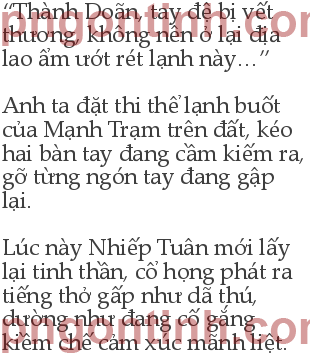 “Thành Doãn, tay đệ bị vết
thương, không nên ở lại địa
lao ẩm ướt rét lạnh này…”
Anh ta đặt thi thể lạnh buốt
của Mạnh Trạm trên đất, kéo
hai bàn tay đang cầm kiếm ra,
gỡ từng ngón tay đang gập
lại.
Lúc này Nhiếp Tuân mới lấy
lại tinh thần, cổ họng phát ra
tiếng thở gấp như dã thú,
dường như đang cố gắng
kiềm chế cảm xúc mãnh liệt.